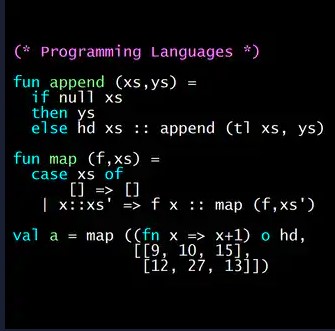 (* Programming Languages *)
fun append (xs,ys) =
  if null xs
  then ys
  else hd xs :: append (tl xs, ys)
fun map (f,xs) =
  case xs of
      [] => []
    | x::xs' => f x :: map (f,xs')
val a = map ((fn x => x+1) o hd,
             [[9, 10, 15],
              [12, 27, 13]])